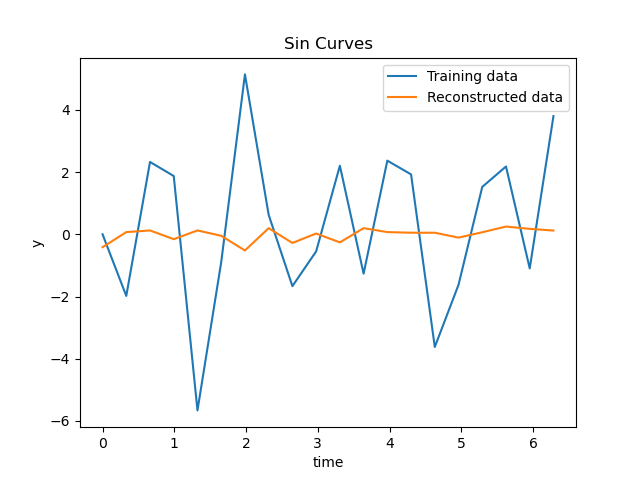 Sin Curves
Training data
Reconstructed data
4
2
0
−2
−4
−6
y
0 1 2 3 4 5 6
time